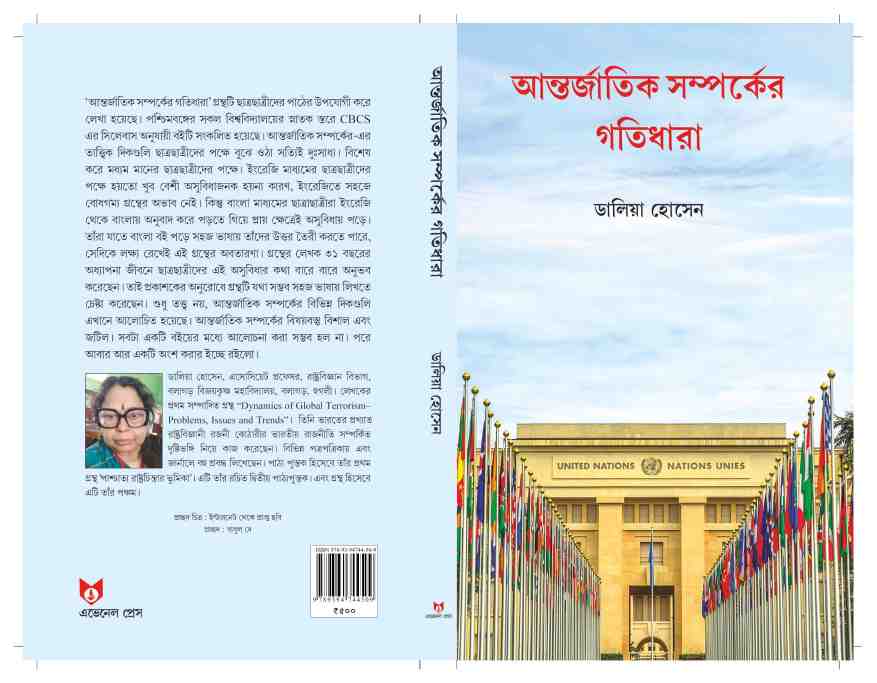 'আন্তর্জাতিক সম্পর্কের গতিধারা' গ্রন্থটি ছাত্রছাত্রীদের পাঠের উপযোগী করে
লেখা হয়েছে। পশ্চিমবঙ্গের সকল বিশ্ববিদ্যালয়ের স্নাতক স্তরে CBCS
এর সিলেবাস অনুযায়ী বইটি সংকলিত হয়েছে। আন্তর্জাতিক সম্পর্কের-এর
তাত্ত্বিক দিকগুলি ছাত্রছাত্রীদের পক্ষে বুঝে ওঠা সত্যিই দুঃসাধ্য। বিশেষ
করে মধ্যম মানের ছাত্রছাত্রীদের পক্ষে। ইংরেজি মাধ্যমের ছাত্রছাত্রীদের
পক্ষে হয়তো খুব বেশী অসুবিধাজনক হয়না কারণ, ইংরেজিতে সহজে
বোধগম্য গ্রন্থের অভাব নেই। কিন্তু বাংলা মাধ্যমের ছাত্রাছাত্রীরা ইংরেজি
থেকে বাংলায় অনুবাদ করে পড়তে গিয়ে প্রায় ক্ষেত্রেই অসুবিধায় পড়ে।
তাঁরা যাতে বাংলা বই পড়ে সহজ ভাষায় তাঁদের উত্তর তৈরী করতে পারে,
সেদিকে লক্ষ্য রেখেই এই গ্রন্থের অবতারণা। গ্রন্থের লেখক ৩১ বছরের
অধ্যাপনা জীবনে ছাত্রছাত্রীদের এই অসুবিধার কথা বারে বারে অনুভব
করেছেন। তাই প্রকাশকের অনুরোধে গ্রন্থটি যথা সম্ভব সহজ ভাষায় লিখতে
চেষ্টা করেছেন। শুধু তত্ত্ব নয়, আন্তর্জাতিক সম্পর্কের বিভিন্ন দিকগুলি
এখানে আলোচিত হয়েছে। আন্তর্জাতিক সম্পর্কের বিষয়বস্তু বিশাল এবং
জটিল। সবটা একটি বইয়ের মধ্যে আলোচনা করা সম্ভব হল না। পরে
আবার আর একটি অংশ করার ইচ্ছে রইলো।
ডালিয়া হোসেন, এসোসিয়েট প্রফেসর, রাষ্ট্রবিজ্ঞান বিভাগ,
বলাগড় বিজয়কৃষ্ণ মহাবিদ্যালয়, বলাগড়, হুগলী। লেখকের
প্রথম সম্পাদিত গ্রন্থ “Dynamics of Global Terrorism–
Problems, Issues and Trends”। তিনি ভারতের প্রখ্যাত
রাষ্ট্রবিজ্ঞানী রজনী কোঠারীর ভারতীয় রাজনীতি সম্পর্কিত
দৃষ্টিভঙ্গি নিয়ে কাজ করেছেন। বিভিন্ন পত্রপত্রিকায় এবং
জার্নালে বহু প্রবন্ধ লিখেছেন। পাঠ্য পুস্তক হিসেবে তাঁর প্রথম
গ্রন্থ 'পাশ্চাত্য রাষ্ট্রচিন্তার ভূমিকা'। এটি তাঁর রচিত দ্বিতীয় পাঠ্যপুস্তক। এবং গ্রন্থ হিসেবে
এটি তাঁর পঞ্চম।
প্রচ্ছদ চিত্র : ইন্টারনেট থেকে প্রাপ্ত ছবি
প্রচ্ছদ : বাবুল দে
₹৫০০
এভেনেল প্রেস
আন্তর্জাতিক সম্পর্কের গতিধারা
ডালিয়া হোসেন
এভেনেল প্রেস
আন্তর্জাতিক সম্পর্কের
গতিধারা
ডালিয়া হোসেন
UNITED NATIONS NATIONS UNIES